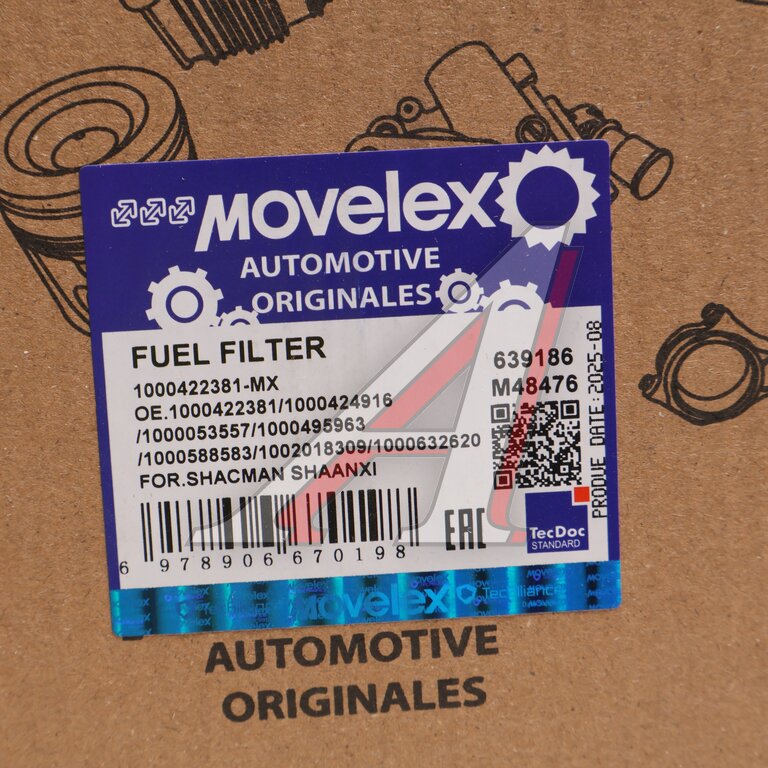 MOVELEX
AUTOMOTIVE
ORIGINALES
FUEL FILTER
639186
1000422381-MX
M48476
OE.1000422381/1000424916
/1000053557/1000495963
/1000588583/1002018309/1000632620
FOR.SHACMAN SHAANXI
PRODUE DATE:2025-08
6 978906 670198
EAC
TecDoc
STANDARD
MOVELEX
TecAlliance
AUTOMOTIVE
ORIGINALES